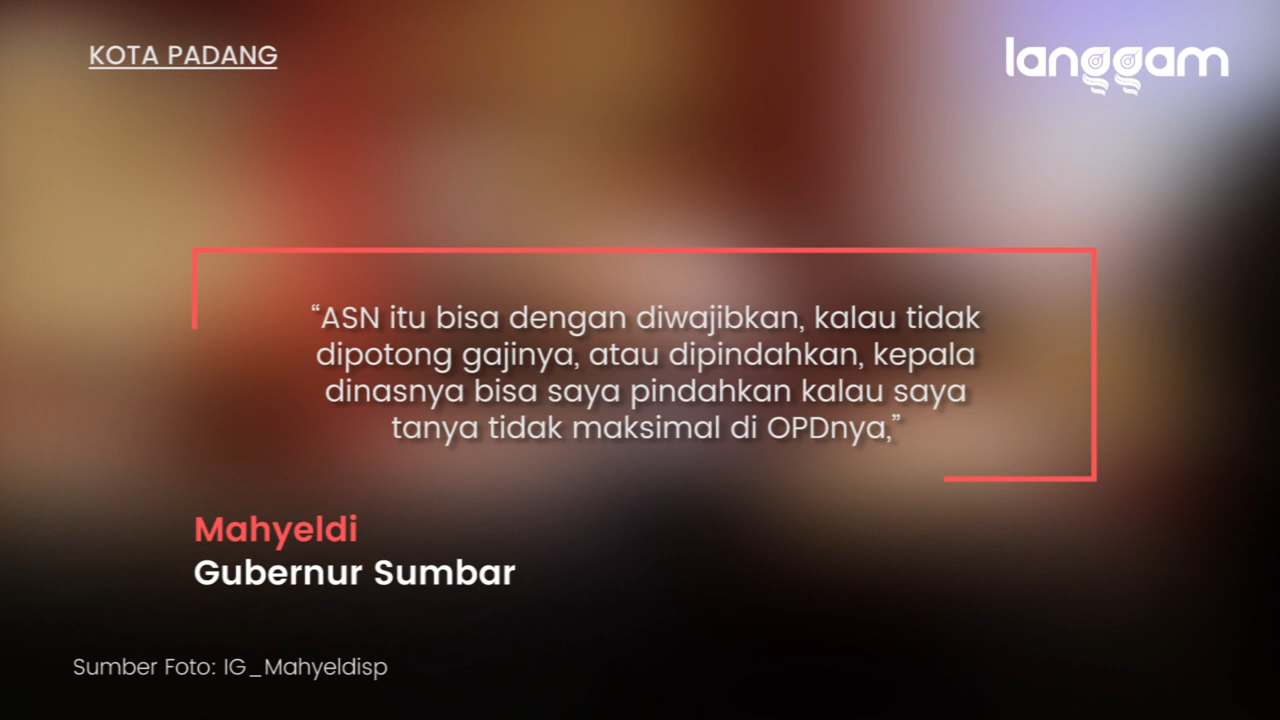 KOTA PADANG
langgam
“ASN itu bisa dengan diwajibkan, kalau tidak
dipotong gajinya, atau dipindahkan, kepala
dinasnya bisa saya pindahkan kalau saya
tanya tidak maksimal di OPDnya,”
Mahyeldi
Gubernur Sumbar
Sumber Foto: IG_Mahyeldisp